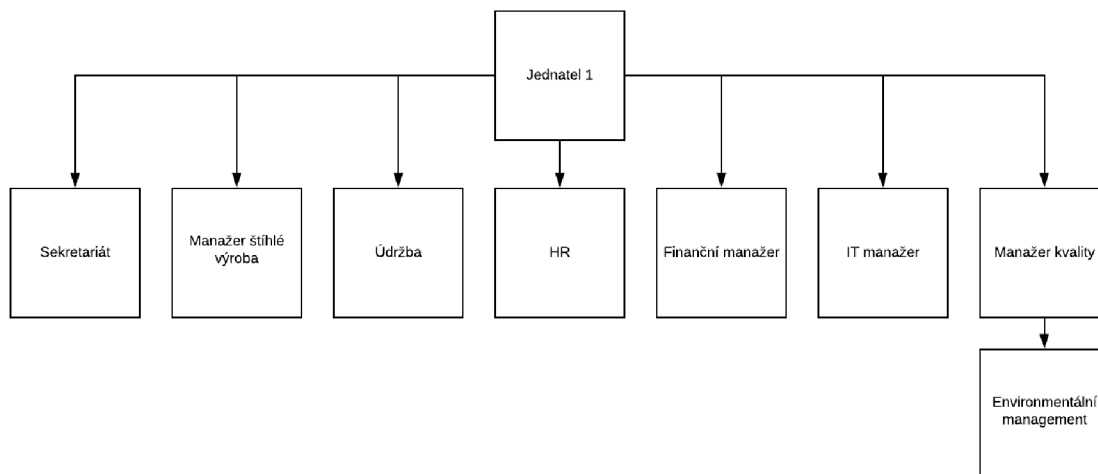 Jednatel 1
Sekretariát
Manažer štíhlé
výroba
Údržba
HR
Finanční manažer
IT manažer
Manažer kvality
Environmentální
management